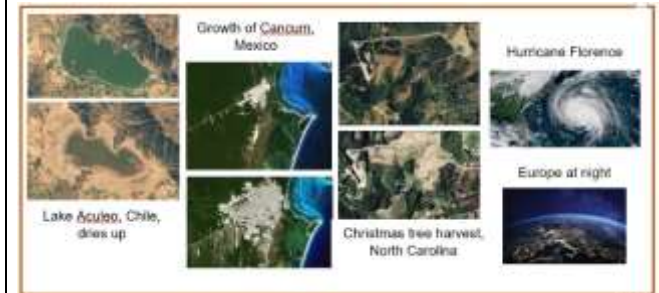 Growth of Cancum,
Mexico
Hurricane Florence
Europe at night
Lake Aculeo, Chile,
dries up
Christmas tree harvest,
North Carolina